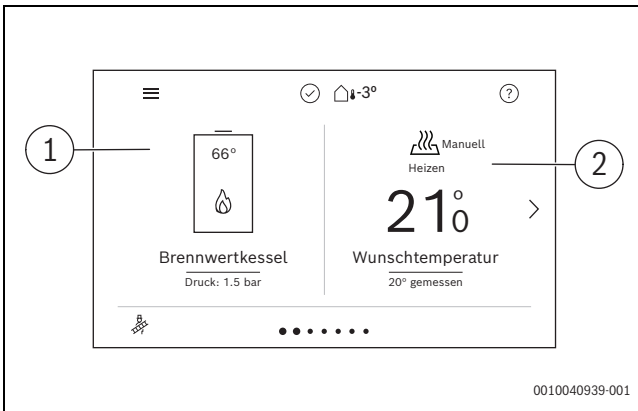 -3°
?
1
66°
Manuell
2
Heizen
21°0
Brennwertkessel
Wunschtemperatur
Druck: 1.5 bar
20° gemessen
0010040939-001